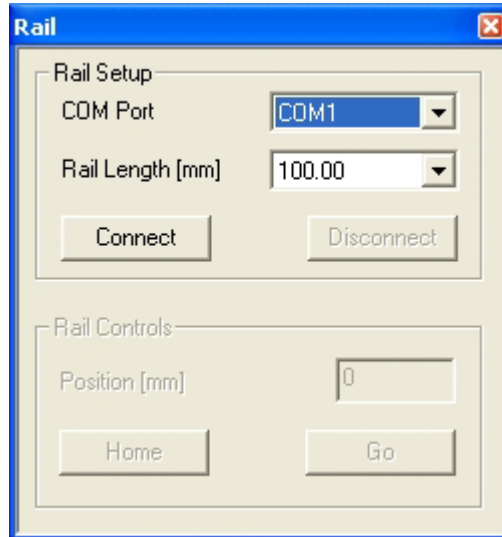 Rail
Rail Setup
COM Port COM1
Rail Length [mm] 100.00
Connect Disconnect
Rail Controls
Position [mm] 0
Home Go